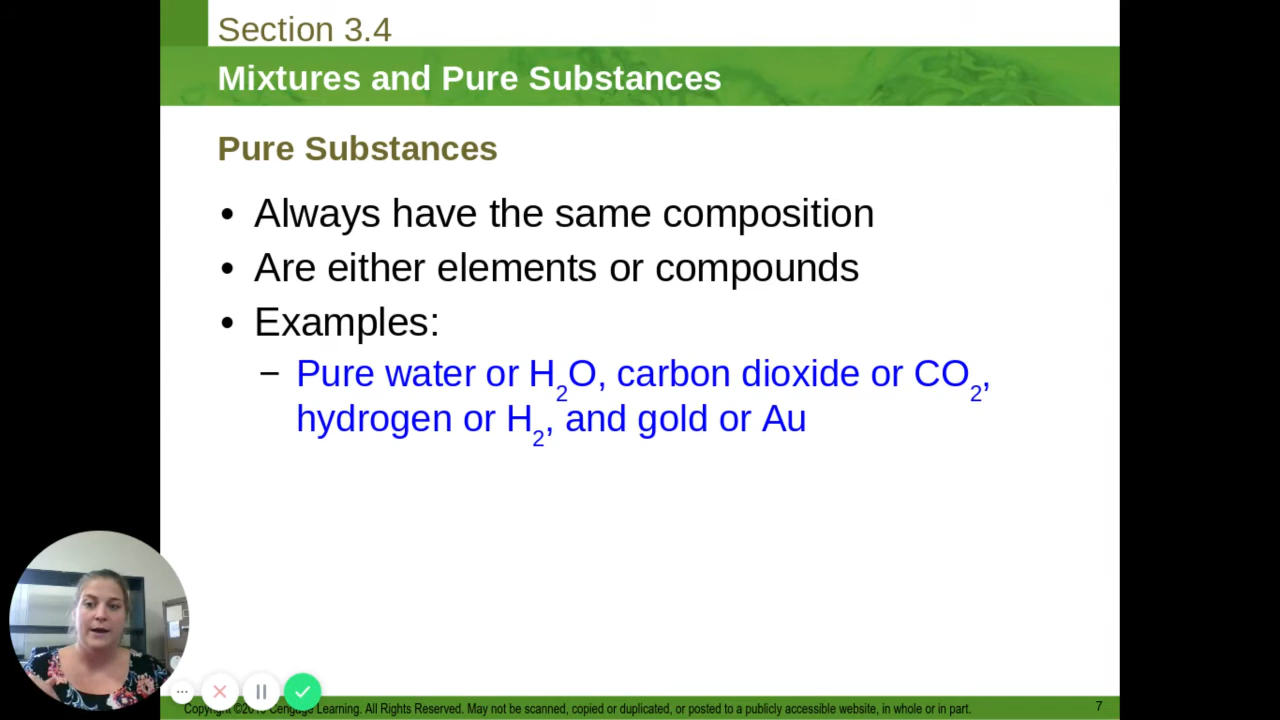 Section 3.4
Mixtures and Pure Substances
Pure Substances
• Always have the same composition
• Are either elements or compounds
• Examples:
– Pure water or H₂O, carbon dioxide or CO₂,
hydrogen or H₂, and gold or Au
Learning. All Rights Reserved. May not be scanned, copied or duplicated, or posted to a publicly accessible website, in whole or in part. 7